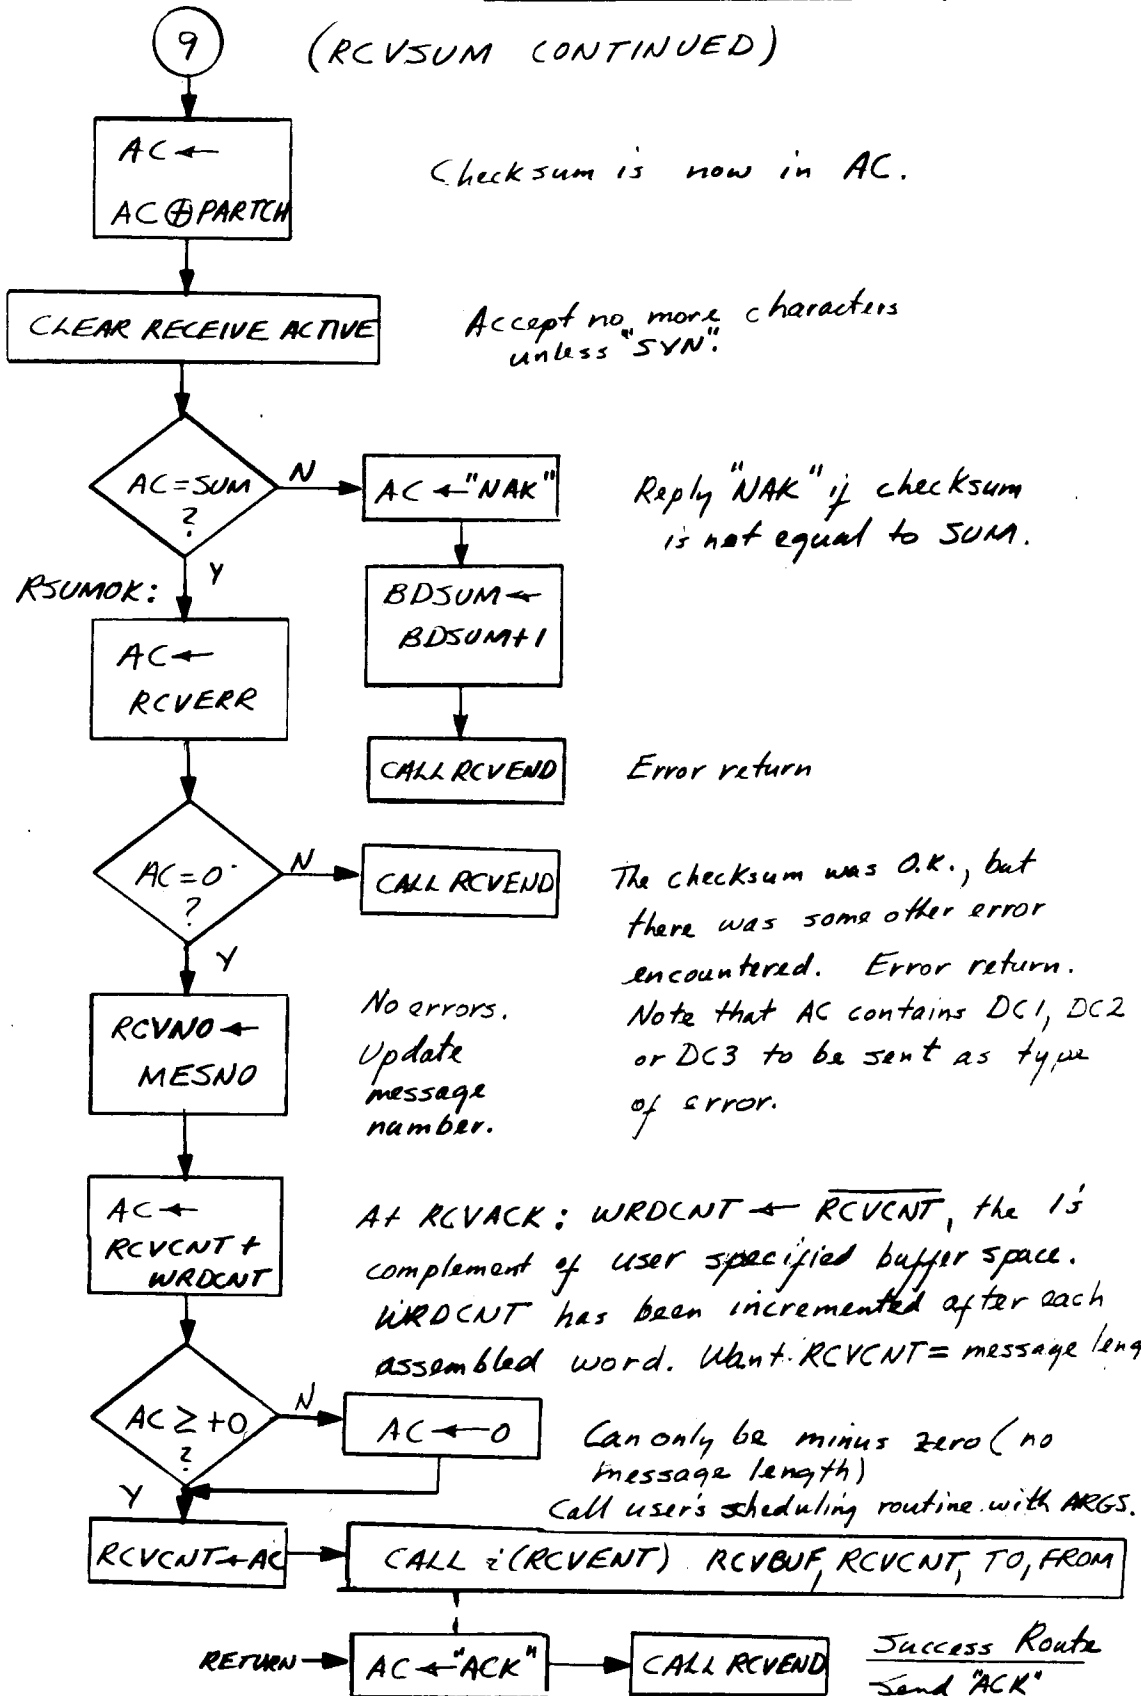 9
(RCVSUM CONTINUED)
AC ←
AC ⊕ PARTCH
Checksum is now in AC.
CLEAR RECEIVE ACTIVE
Accept no more characters
unless "SYN".
AC = SUM
?
N
Y
AC ← "NAK"
Reply "NAK" if checksum
is not equal to SUM.
RSUMOK:
BDSUM ←
BDSUM+1
AC ←
RCVERR
CALL RCVEND
Error return
AC = 0
?
N
Y
CALL RCVEND
The checksum was O.K., but
there was some other error
encountered. Error return.
Note that AC contains DC1, DC2
or DC3 to be sent as type
of error.
RCVNO ←
MESNO
No errors.
Update
message
number.
AC ←
RCVCNT +
WRDCNT
At RCVACK: WRDCNT ← R̅C̅V̅C̅N̅T̅, the 1's
complement of user specified buffer space.
WRDCNT has been incremented after each
assembled word. Want RCVCNT = message leng
AC ≥ +0
?
N
Y
AC ← 0
Can only be minus zero (no
message length)
Call user's scheduling routine with ARGS.
RCVCNT ← AC
CALL i(RCVENT) RCVBUF, RCVCNT, TO, FROM
RETURN →
AC ← "ACK"
CALL RCVEND
Success Route
Send "ACK"